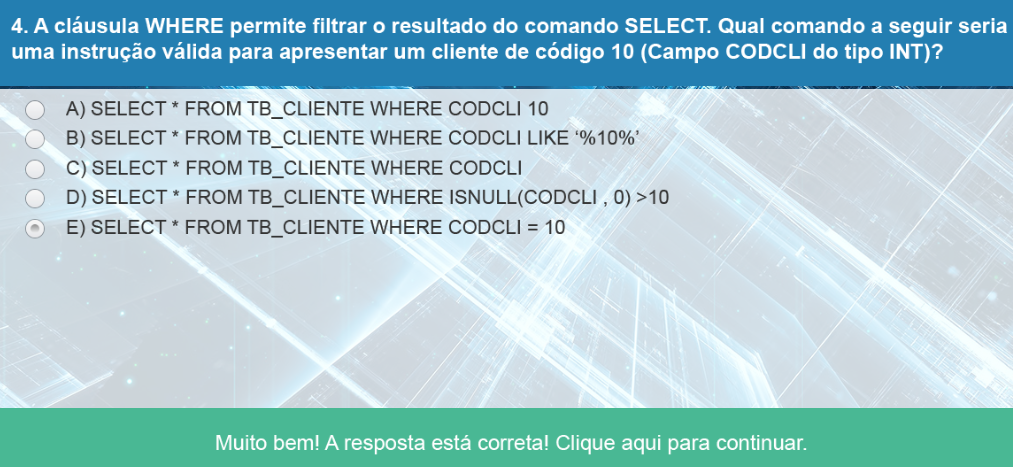 4. A cláusula WHERE permite filtrar o resultado do comando SELECT. Qual comando a seguir seria
uma instrução válida para apresentar um cliente de código 10 (Campo CODCLI do tipo INT)?
A) SELECT * FROM TB_CLIENTE WHERE CODCLI 10
B) SELECT * FROM TB_CLIENTE WHERE CODCLI LIKE ‘%10%’
C) SELECT * FROM TB_CLIENTE WHERE CODCLI
D) SELECT * FROM TB_CLIENTE WHERE ISNULL(CODCLI , 0) >10
E) SELECT * FROM TB_CLIENTE WHERE CODCLI = 10
Muito bem! A resposta está correta! Clique aqui para continuar.